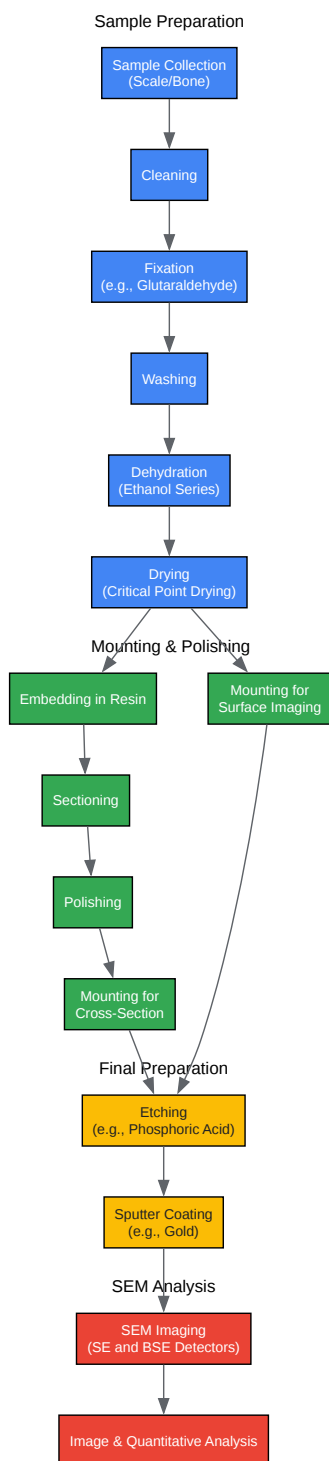 Sample Preparation
Sample Collection
(Scale/Bone)
Cleaning
Fixation
(e.g., Glutaraldehyde)
Washing
Dehydration
(Ethanol Series)
Drying
(Critical Point Drying)
Mounting & Polishing
Embedding in Resin
Mounting for
Surface Imaging
Sectioning
Polishing
Mounting for
Cross-Section
Final Preparation
Etching
(e.g., Phosphoric Acid)
Sputter Coating
(e.g., Gold)
SEM Analysis
SEM Imaging
(SE and BSE Detectors)
Image & Quantitative Analysis